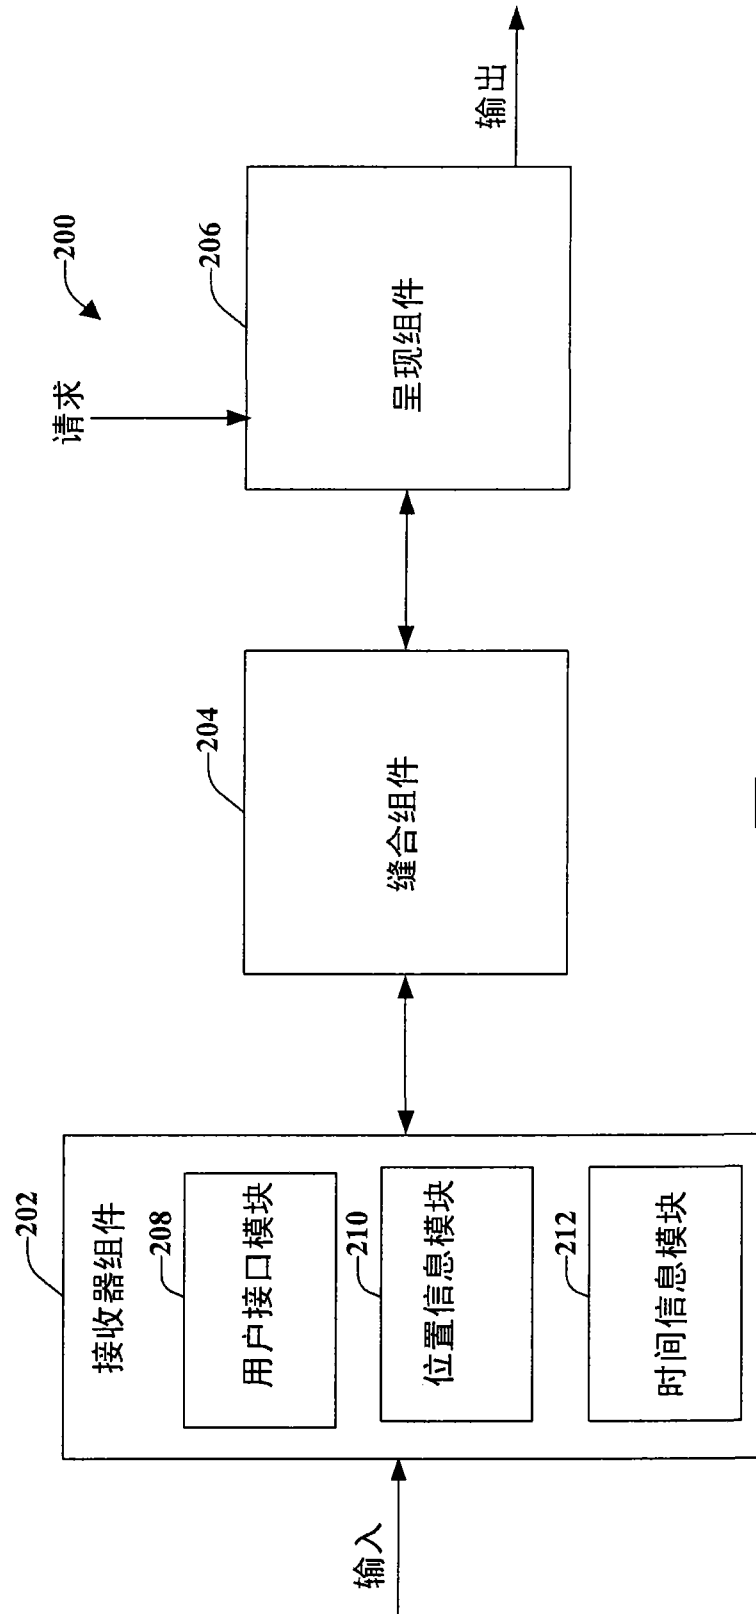 200
输入
202
接收器组件
208
用户接口模块
210
位置信息模块
212
时间信息模块
204
缝合组件
请求
206
呈现组件
输出